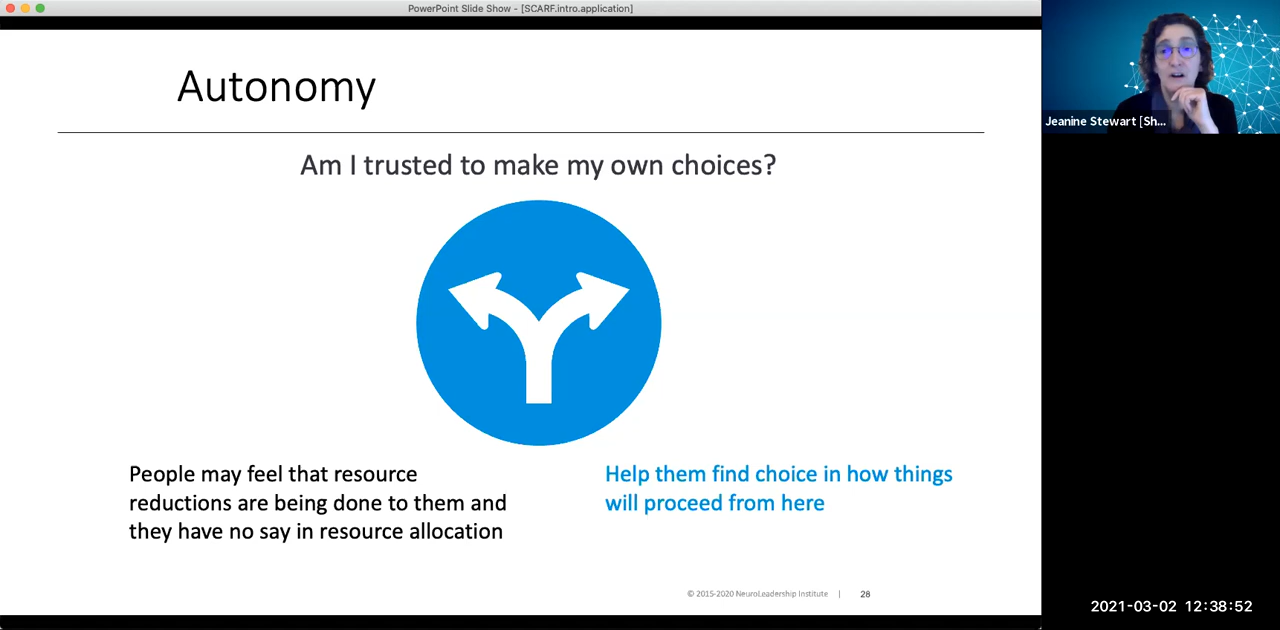 PowerPoint Slide Show - [SCARF.intro.application]
Autonomy
Am I trusted to make my own choices?
People may feel that resource
reductions are being done to them and
they have no say in resource allocation
Help them find choice in how things
will proceed from here
© 2015-2020 NeuroLeadership Institute | 28
Jeanine Stewart [Sh...
2021-03-02 12:38:52